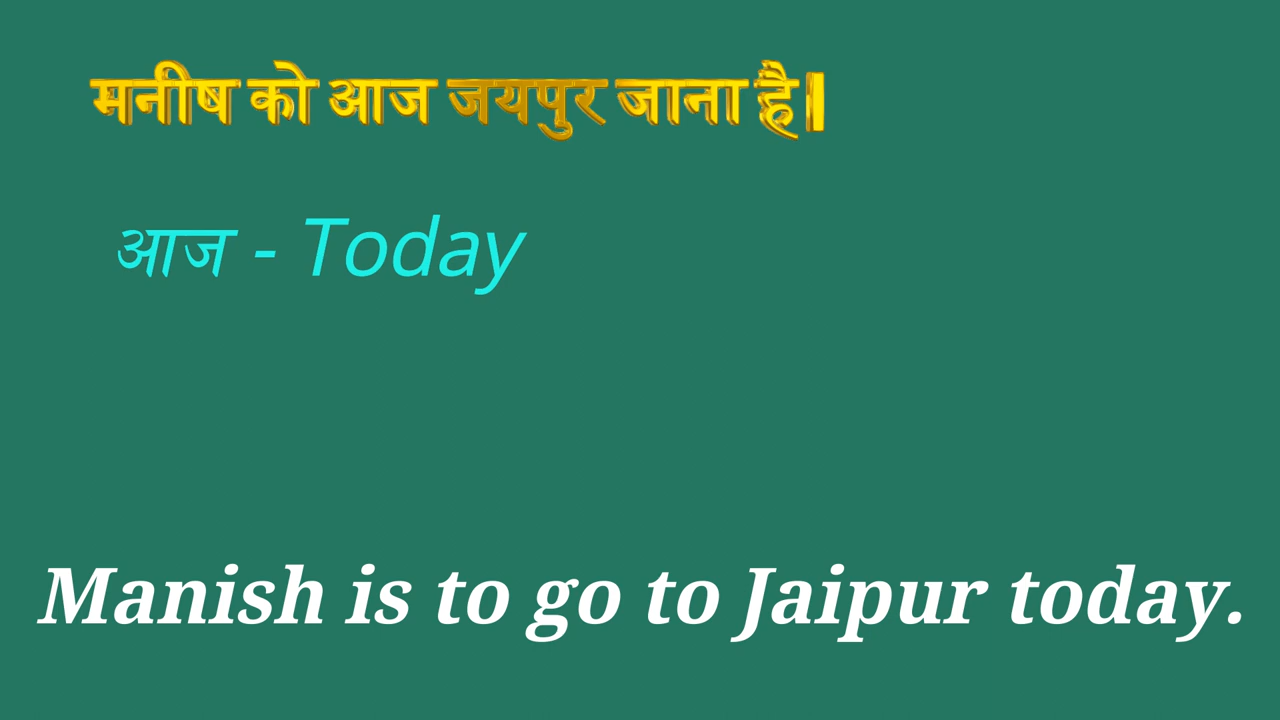 मनीष को आज जयपुर जाना है|
आज - Today
Manish is to go to Jaipur today.